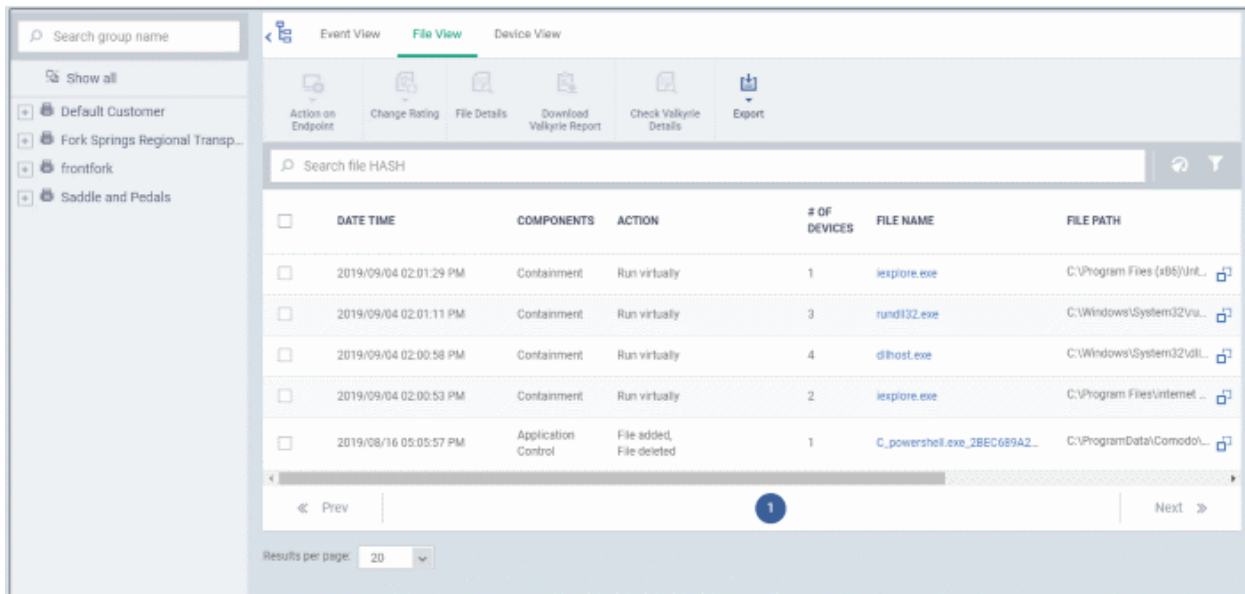 Search group name
Show all
Default Customer
Fork Springs Regional Transp...
frontfork
Saddle and Pedals
Event View File View Device View
Action on Endpoint
Change Rating
File Details
Download Valkyrie Report
Check Valkyrie Details
Export
Search file HASH
DATE TIME COMPONENTS ACTION # OF DEVICES FILE NAME FILE PATH
2019/09/04 02:01:29 PM Containment Run virtually 1 iexplore.exe C:\Program Files (x86)\Int...
2019/09/04 02:01:11 PM Containment Run virtually 3 rundll32.exe C:\Windows\System32\ru...
2019/09/04 02:00:58 PM Containment Run virtually 4 dllhost.exe C:\Windows\System32\dll...
2019/09/04 02:00:53 PM Containment Run virtually 2 iexplore.exe C:\Program Files\internet ...
2019/08/16 05:05:57 PM Application Control File added, File deleted 1 C_powershell.exe_2BEC689A2... C:\ProgramData\Comodo\...
« Prev 1 Next »
Results per page: 20